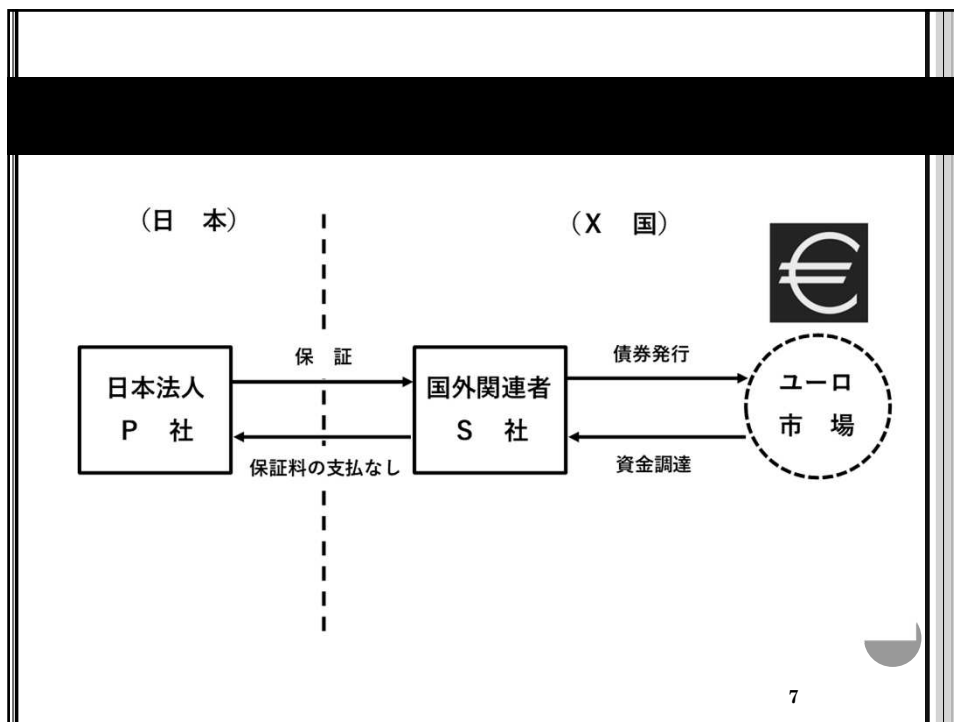 （日　本）
（X　国）
€
保　証
債券発行
日本法人
P　社
国外関連者
S　社
ユーロ
市　場
保証料の支払なし
資金調達
7